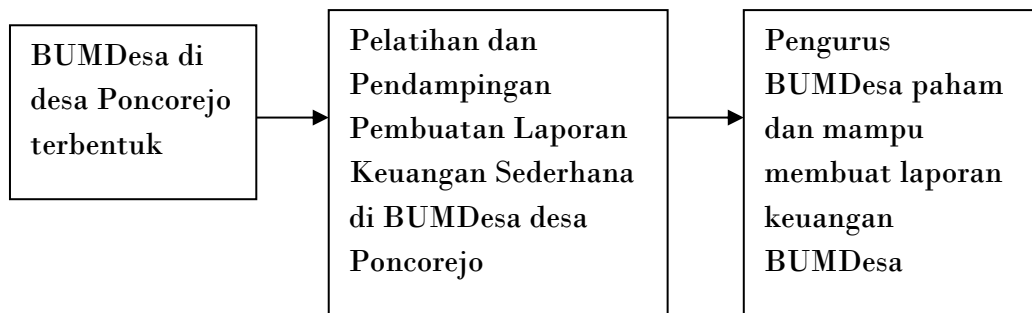 BUMDesa di
desa Poncorejo
terbentuk
Pelatihan dan
Pendampingan
Pembuatan Laporan
Keuangan Sederhana
di BUMDesa desa
Poncorejo
Pengurus
BUMDesa paham
dan mampu
membuat laporan
keuangan
BUMDesa